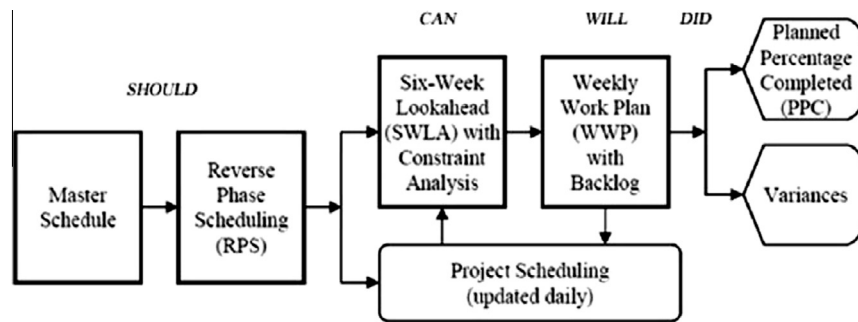 CAN
WILL
DID
SHOULD
Master
Schedule
Reverse
Phase
Scheduling
(RPS)
Six-Week
Lookahead
(SWLA) with
Constraint
Analysis
Weekly
Work Plan
(WWP)
with
Backlog
Planned
Percentage
Completed
(PPC)
Variances
Project Scheduling
(updated daily)